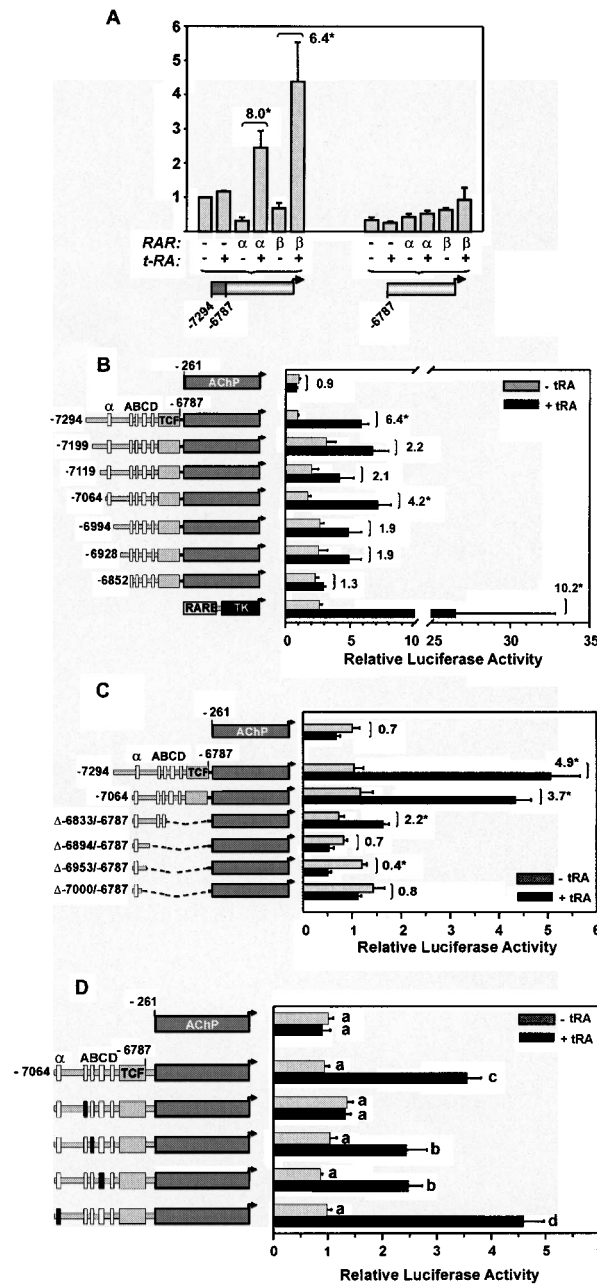 A
6
5
4
3
2
1
8.0*
6.4*
RAR: - - α α β β - - α α β β
t-RA: - + - + - + - + - + - +
-7294
-6787
-6787
B
-261
AChP
α ABCD -6787
-7294 TCF
-7199
-7119
-7064
-6994
-6928
-6852
RARE TK
- tRA
+ tRA
0.9
6.4*
2.2
2.1
4.2*
1.9
1.9
1.3
10.2*
0 5 10 25 30 35
Relative Luciferase Activity
C
-261
AChP
α ABCD -6787
-7294 TCF
-7064
Δ-6833/-6787
Δ-6894/-6787
Δ-6953/-6787
Δ-7000/-6787
0.7
4.9*
3.7*
2.2*
0.7
0.4*
0.8
- tRA
+ tRA
0 1 2 3 4 5 6
Relative Luciferase Activity
D
- 261
AChP
α ABCD -6787
- 7064 TCF
- tRA
+ tRA
a
a
a
c
a
a
a
b
a
b
a
d
0 1 2 3 4 5 6
Relative Luciferase Activity